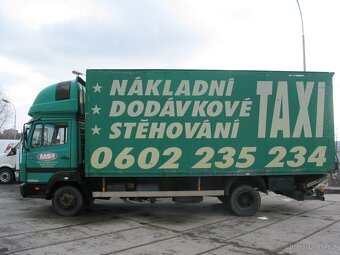 ★ NÁKLADNÍ
★ DODÁVKOVÉ
★ STĚHOVÁNÍ
TAXI
0602 235 234